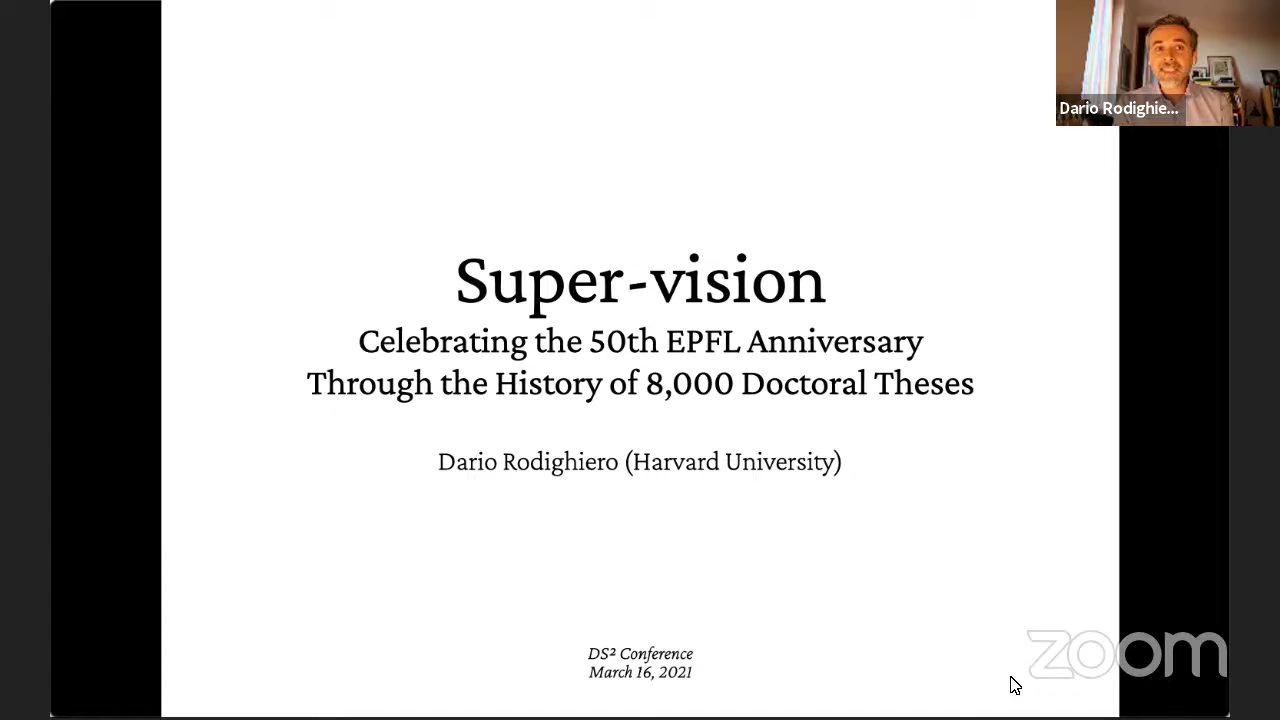 Dario Rodighie...
Super-vision
Celebrating the 50th EPFL Anniversary
Through the History of 8,000 Doctoral Theses
Dario Rodighiero (Harvard University)
DS² Conference
March 16, 2021
zoom